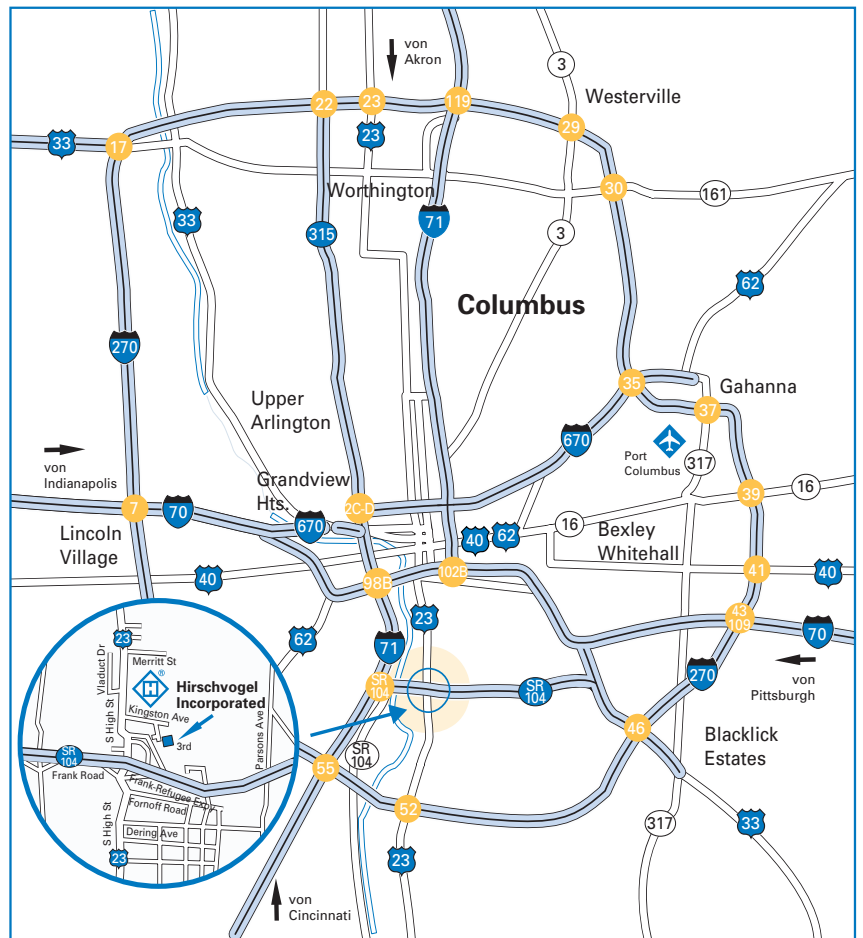 von
Akron
3
Westerville
22
23
119
29
33
17
23
30
Worthington
161
33
71
315
3
62
Columbus
270
35
Gahanna
Upper
Arlington
37
670
Port
Columbus
317
von
Indianapolis
Grandview
Hts.
39
16
7
70
2C-D
670
16
62
40
Bexley
Whitehall
Lincoln
Village
40
98B
102B
41
40
43
109
70
62
23
71
270
von
Pittsburgh
SR
104
SR
104
46
Blacklick
Estates
SR
104
55
52
317
33
23
von
Cincinnati
23
Viaduct Dr
Merritt St
H
®
Hirschvogel
Incorporated
S High St
Kingston Ave
3rd
Parsons Ave
SR
104
Frank Road
Frank-Refugee Expy
Fornoff Road
S High St
Dering Ave
23